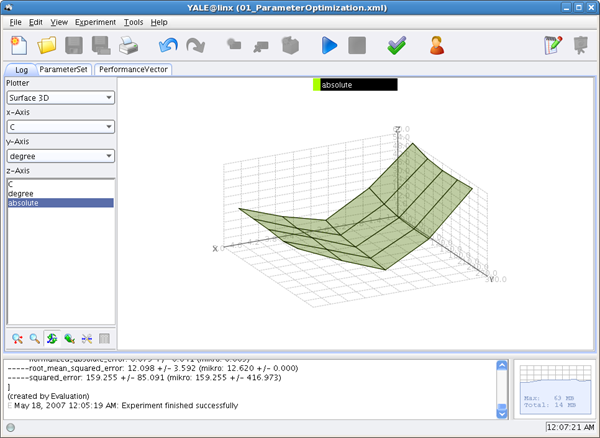 YALE@linx (01_ParameterOptimization.xml)
File Edit View Experiment Tools Help
Log ParameterSet PerformanceVector
Plotter
Surface 3D
x-Axis
C
y-Axis
degree
z-Axis
C
degree
absolute
absolute
Z
X
Y
-----root_mean_squared_error: 12.098 +/- 3.592 (mikro: 12.620 +/- 0.000)
-----squared_error: 159.255 +/- 85.091 (mikro: 159.255 +/- 416.973)
]
(created by Evaluation)
E May 18, 2007 12:05:19 AM: Experiment finished successfully
Max: 63 MB
Total: 14 MB
12:07:21 AM